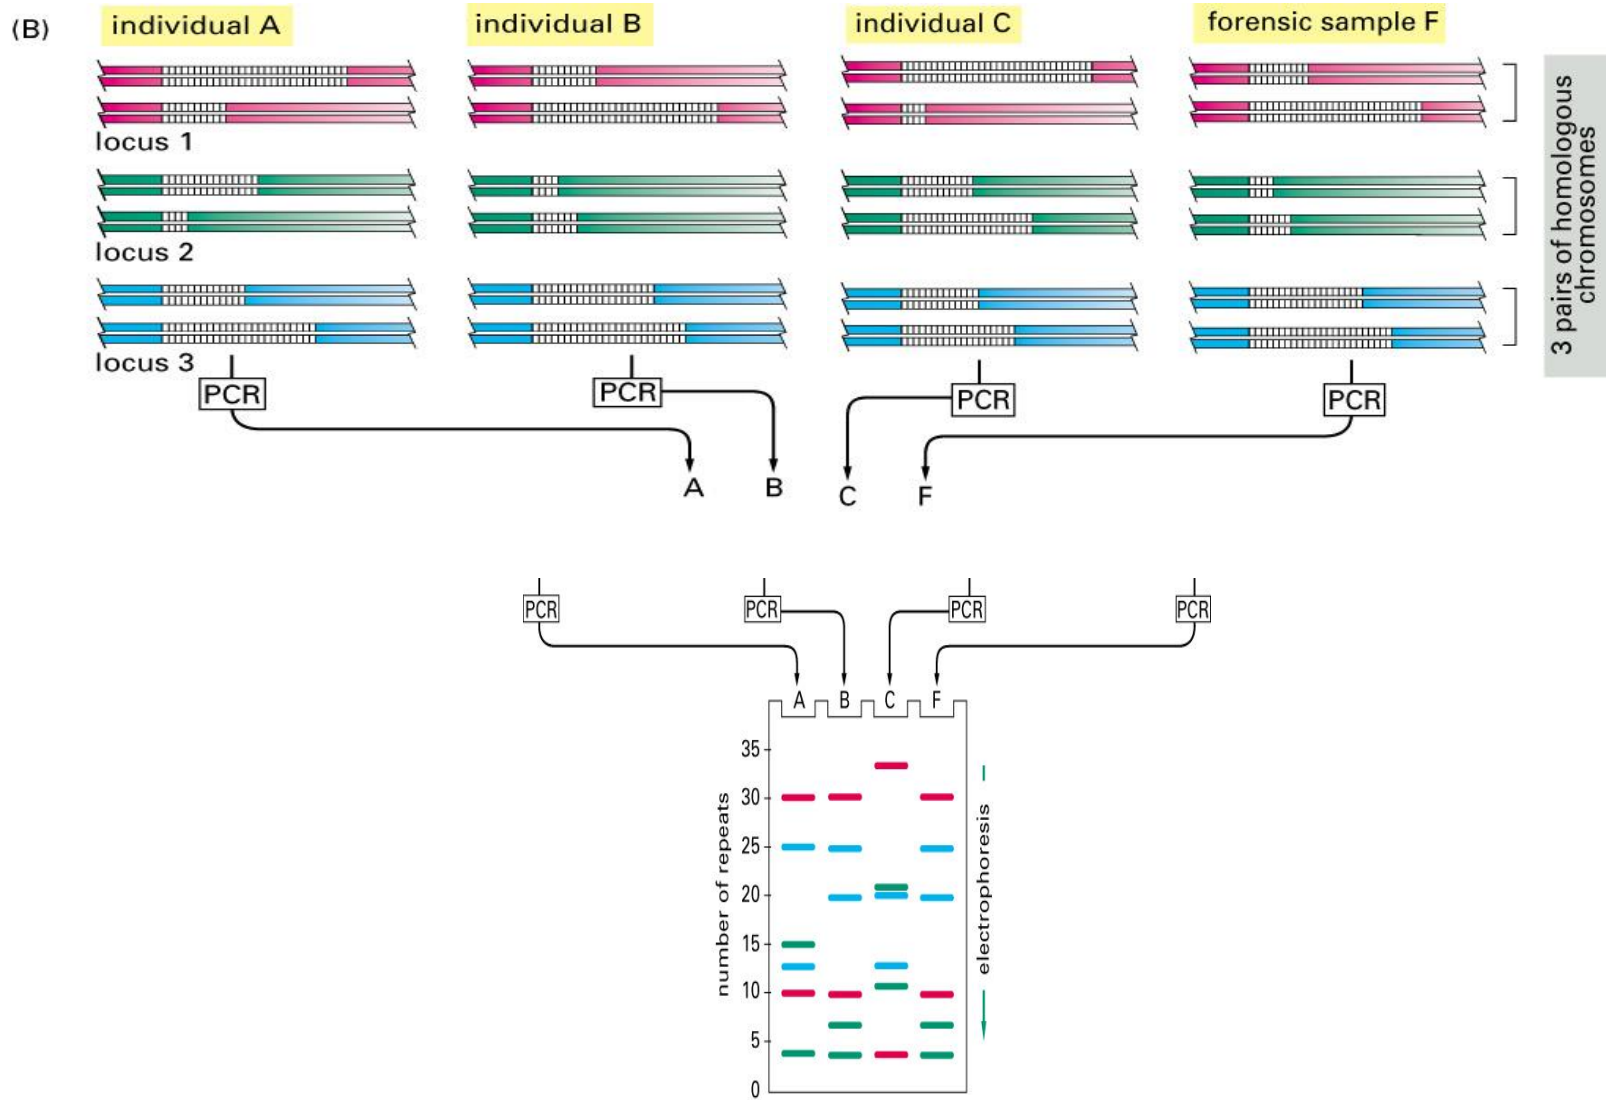 (B)
individual A
individual B
individual C
forensic sample F
locus 1
locus 2
locus 3
3 pairs of homologous
chromosomes
PCR
PCR
PCR
PCR
A
B
C
F
PCR
PCR
PCR
PCR
A
B
C
F
number of repeats
35
30
25
20
15
10
5
0
electrophoresis